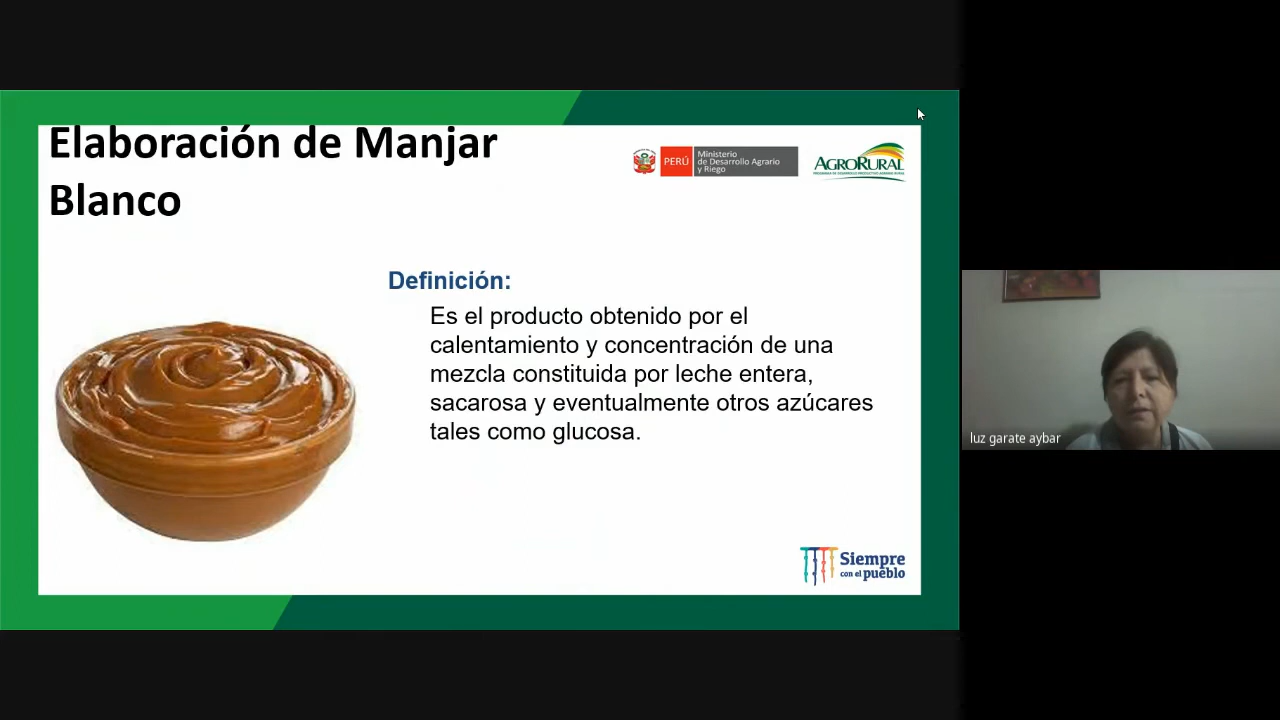 Elaboración de Manjar
Blanco
PERÚ
Ministerio
de Desarrollo Agrario
y Riego
AGRORURAL
PROGRAMA DE DESARROLLO PRODUCTIVO AGRARIO RURAL
Definición:
Es el producto obtenido por el
calentamiento y concentración de una
mezcla constituida por leche entera,
sacarosa y eventualmente otros azúcares
tales como glucosa.
luz garate aybar
Siempre
con el pueblo